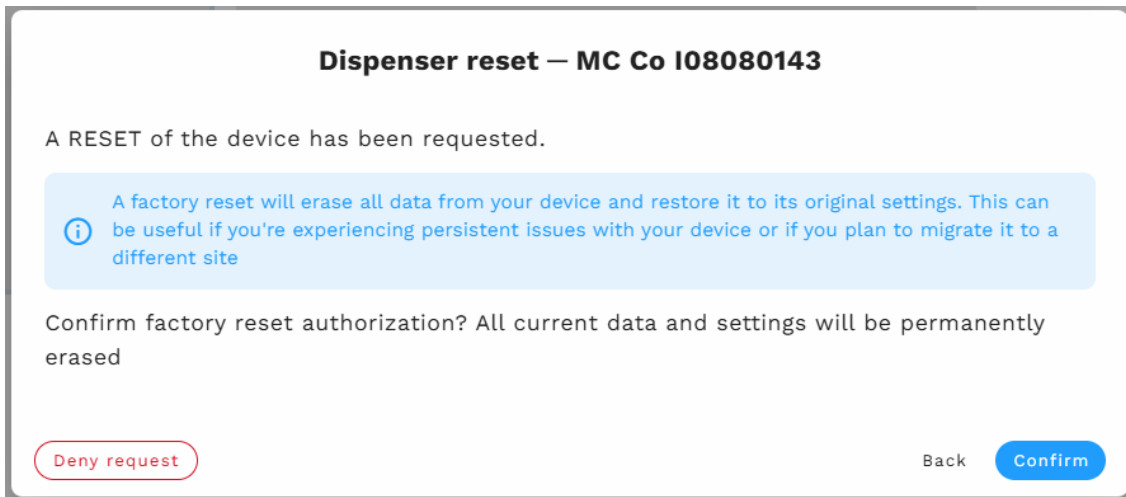 Dispenser reset — MC Co I08080143
A RESET of the device has been requested.
A factory reset will erase all data from your device and restore it to its original settings. This can
be useful if you're experiencing persistent issues with your device or if you plan to migrate it to a
different site
Confirm factory reset authorization? All current data and settings will be permanently
erased
Deny request
Back
Confirm